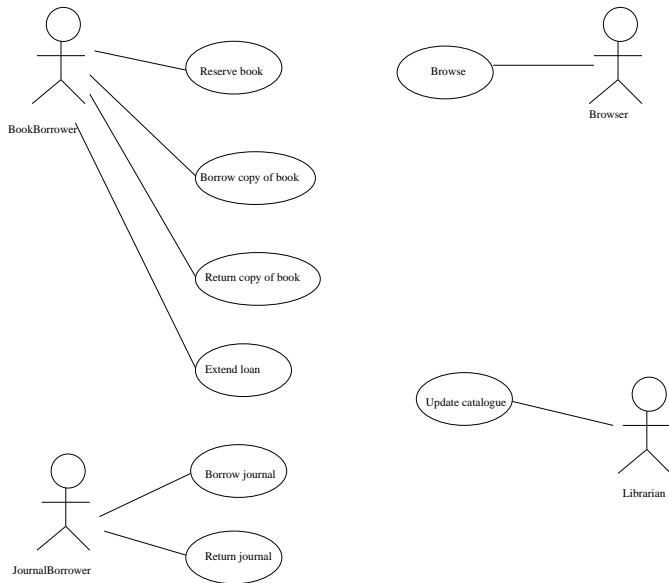 Reserve book
Browse
BookBorrower
Browser
Borrow copy of book
Return copy of book
Extend loan
Update catalogue
Borrow journal
Librarian
Return journal
JournalBorrower